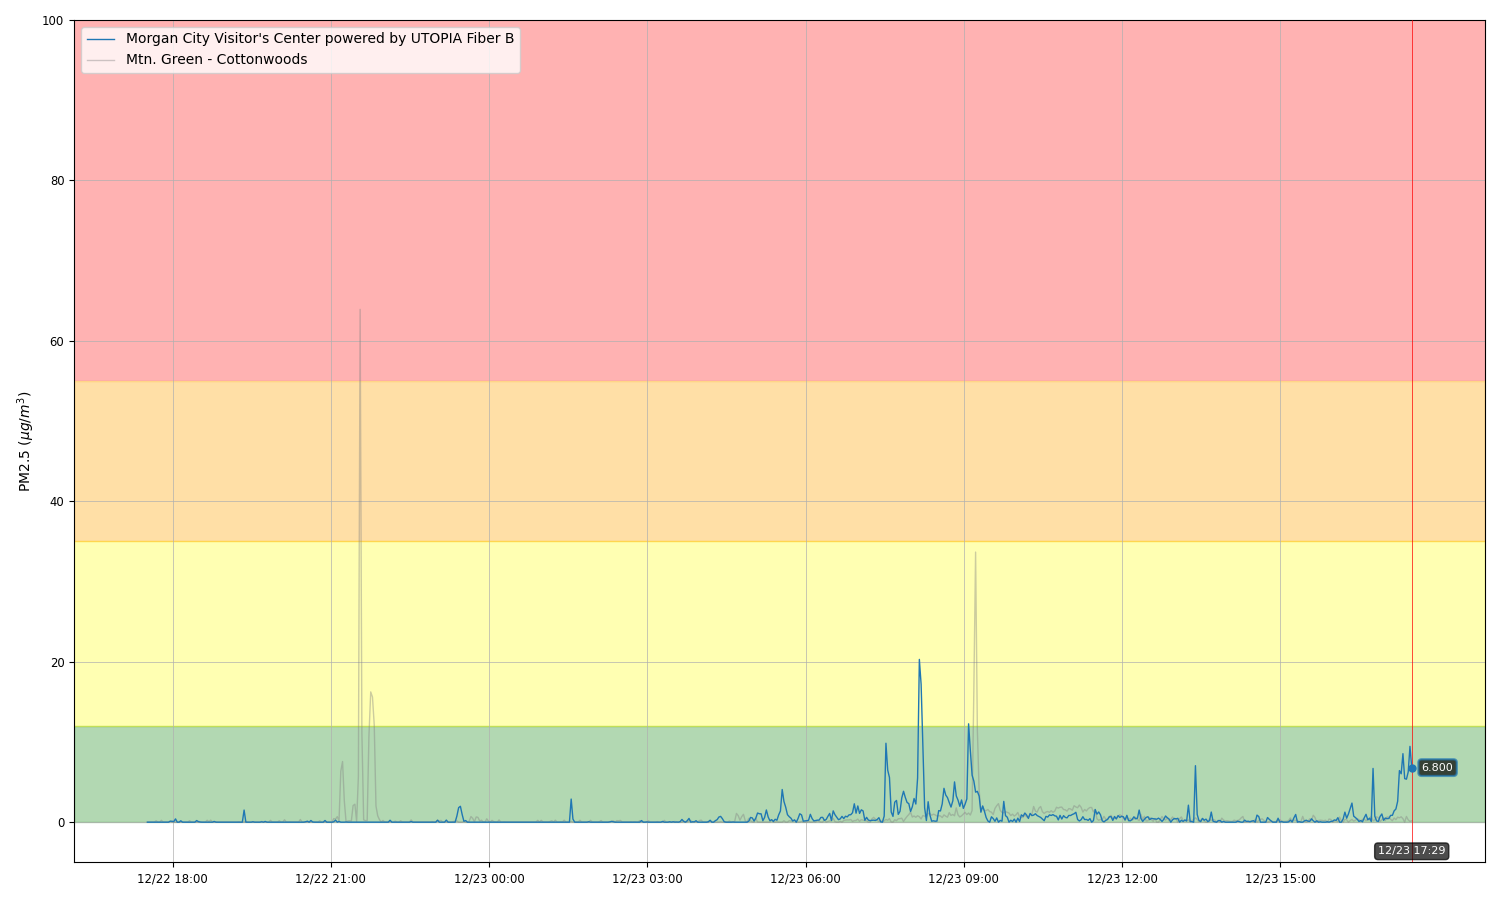 100
Morgan City Visitor's Center powered by UTOPIA Fiber B
Mtn. Green - Cottonwoods
80
60
PM2.5 (μg/m³)
40
20
6.800
0
12/23 17:29
12/22 18:00 12/22 21:00 12/23 00:00 12/23 03:00 12/23 06:00 12/23 09:00 12/23 12:00 12/23 15:00